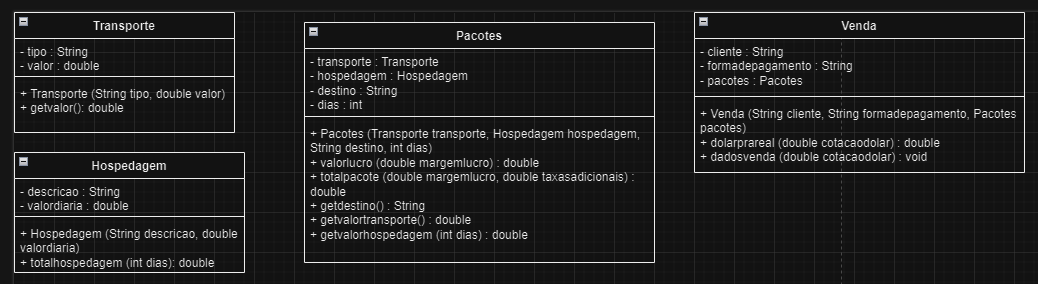 Transporte
- tipo : String
- valor : double
+ Transporte (String tipo, double valor)
+ getvalor(): double
Hospedagem
- descricao : String
- valordiaria : double
+ Hospedagem (String descricao, double
valordiaria)
+ totalhospedagem (int dias): double
Pacotes
- transporte : Transporte
- hospedagem : Hospedagem
- destino : String
- dias : int
+ Pacotes (Transporte transporte, Hospedagem hospedagem,
String destino, int dias)
+ valorlucro (double margemlucro) : double
+ totalpacote (double margemlucro, double taxasadicionais) :
double
+ getdestino() : String
+ getvalortransporte() : double
+ getvalorhospedagem (int dias) : double
Venda
- cliente : String
- formadepagamento : String
- pacotes : Pacotes
+ Venda (String cliente, String formadepagamento, Pacotes
pacotes)
+ dolarprareal (double cotacaodolar) : double
+ dadosvenda (double cotacaodolar) : void